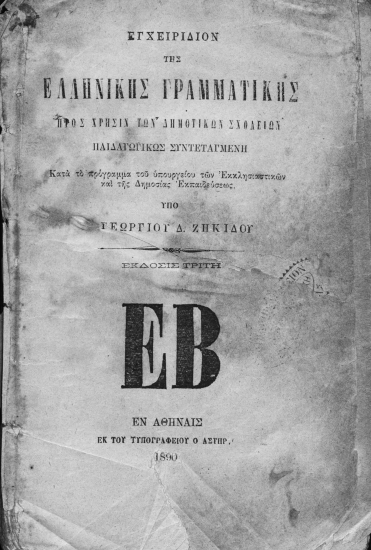 ΕΓΧΕΙΡΙΔΙΟΝ
ΤΗΣ
ΕΛΛΗΝΙΚΗΣ ΓΡΑΜΜΑΤΙΚΗΣ
ΠΡΟΣ ΧΡΗΣΙΝ ΤΩΝ ΔΗΜΟΤΙΚΩΝ ΣΧΟΛΕΙΩΝ
ΠΑΙΔΑΓΩΓΙΚΩΣ ΣΥΝΤΕΤΑΓΜΕΝΗ
Κατὰ τὸ πρόγραμμα τοῦ ὑπουργείου τῶν Ἐκκλησιαστικῶν
καὶ τῆς Δημοσίας Ἐκπαιδεύσεως.
ΥΠΟ
ΓΕΩΡΓΙΟΥ Δ. ΖΗΚΙΔΟΥ
ΕΚΔΟΣΙΣ ΤΡΙΤΗ
ΕΒ
ΕΝ ΑΘΗΝΑΙΣ
ΕΚ ΤΟΥ ΤΥΠΟΓΡΑΦΕΙΟΥ Ο ΑΣΤΗΡ
1890